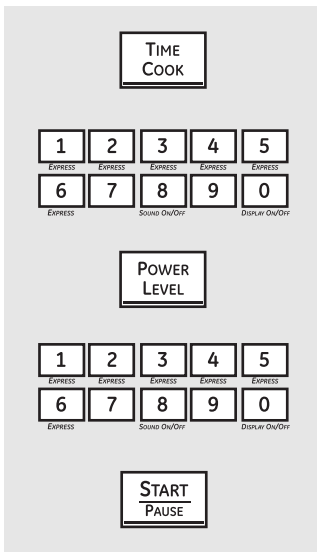 TIME
COOK
1 2 3 4 5
EXPRESS EXPRESS EXPRESS EXPRESS EXPRESS
6 7 8 9 0
EXPRESS SOUND ON/OFF DISPLAY ON/OFF
POWER
LEVEL
1 2 3 4 5
EXPRESS EXPRESS EXPRESS EXPRESS EXPRESS
6 7 8 9 0
EXPRESS SOUND ON/OFF DISPLAY ON/OFF
START
PAUSE